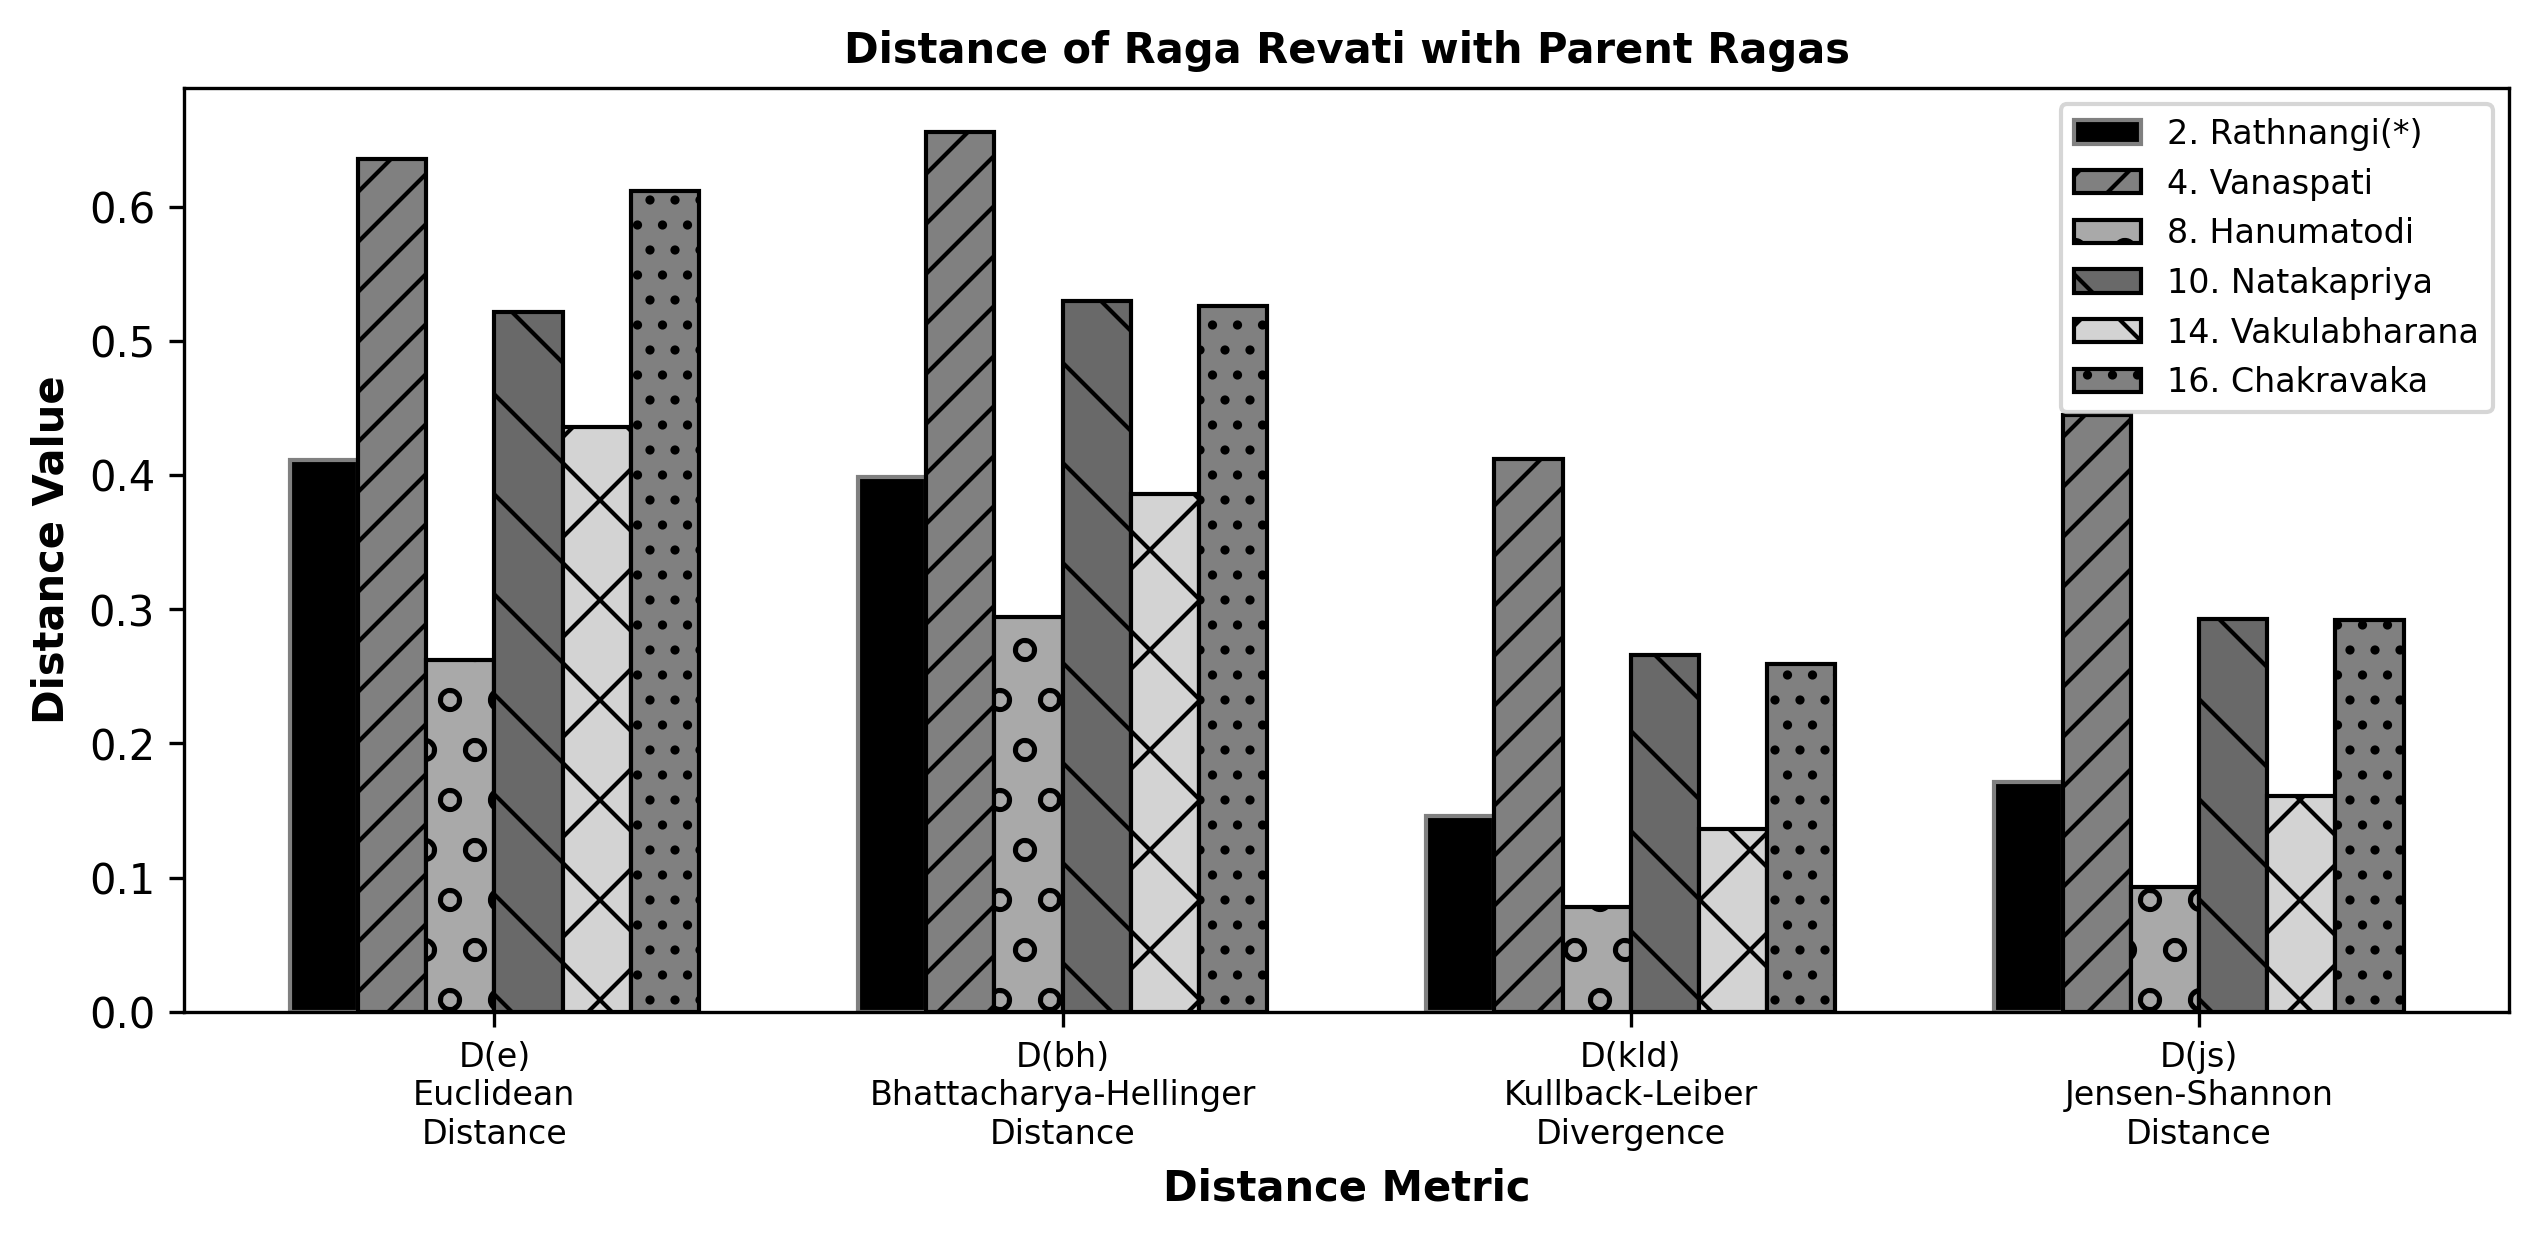 Distance of Raga Revati with Parent Ragas
2. Rathnangi(*)
4. Vanaspati
8. Hanumatodi
10. Natakapriya
14. Vakulabharana
16. Chakravaka
Distance Value
0.6
0.5
0.4
0.3
0.2
0.1
0.0
D(e)
Euclidean
Distance
D(bh)
Bhattacharya-Hellinger
Distance
D(kld)
Kullback-Leiber
Divergence
D(js)
Jensen-Shannon
Distance
Distance Metric